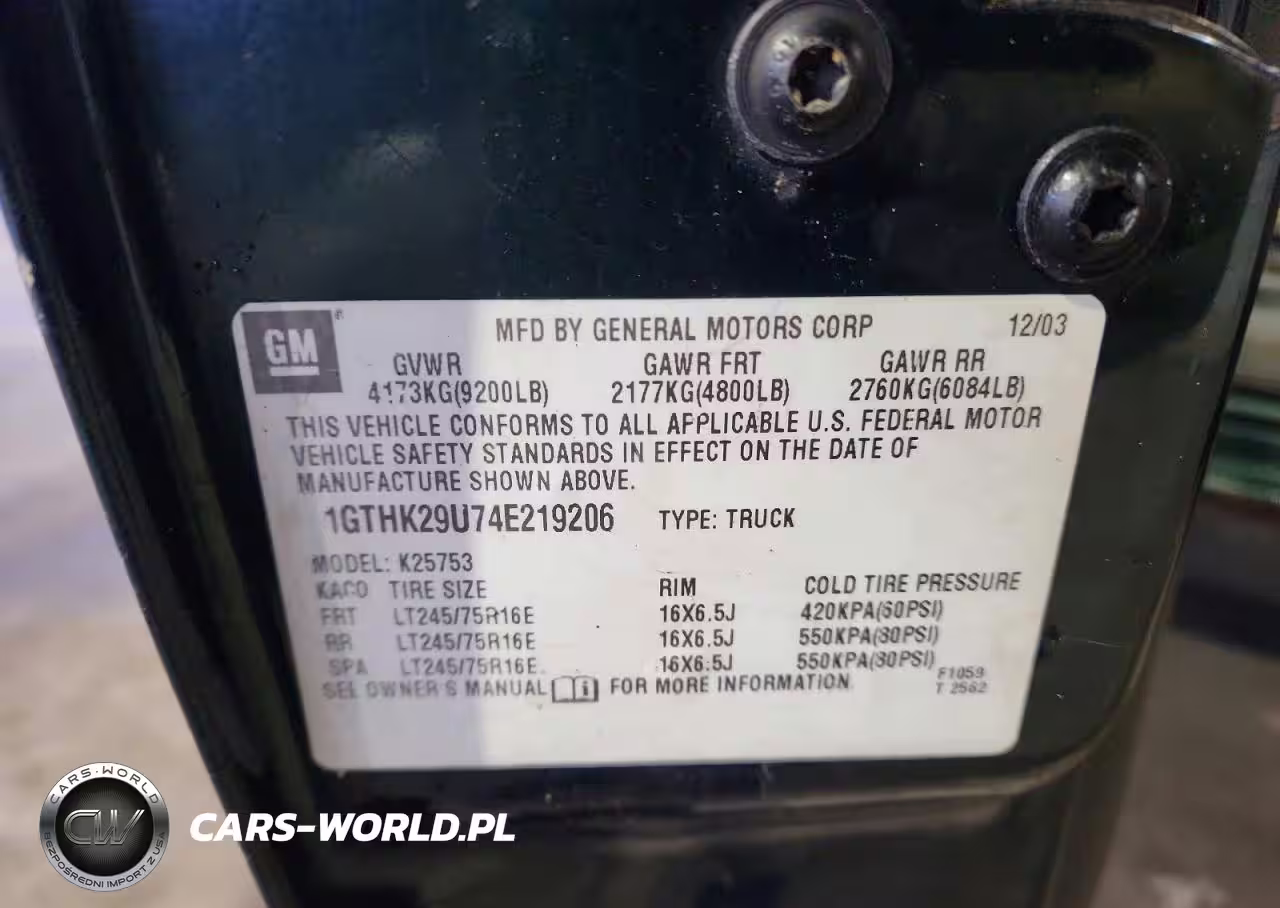 GM®
MFD BY GENERAL MOTORS CORP 12/03
GVWR GAWR FRT GAWR RR
4173KG(9200LB) 2177KG(4800LB) 2760KG(6084LB)
THIS VEHICLE CONFORMS TO ALL APPLICABLE U.S. FEDERAL MOTOR
VEHICLE SAFETY STANDARDS IN EFFECT ON THE DATE OF
MANUFACTURE SHOWN ABOVE.
1GTHK29U74E219206 TYPE: TRUCK
MODEL: K25753
KACO TIRE SIZE RIM COLD TIRE PRESSURE
FRT LT245/75R16E 16X6.5J 420KPA(60PSI)
RR LT245/75R16E 16X6.5J 550KPA(80PSI)
SPA LT245/75R16E 16X6.5J 550KPA(80PSI)
SEE OWNER'S MANUAL FOR MORE INFORMATION
F1059
T 2562
CARS-WORLD
CW
BEZPOŚREDNI IMPORT Z USA
CARS-WORLD.PL